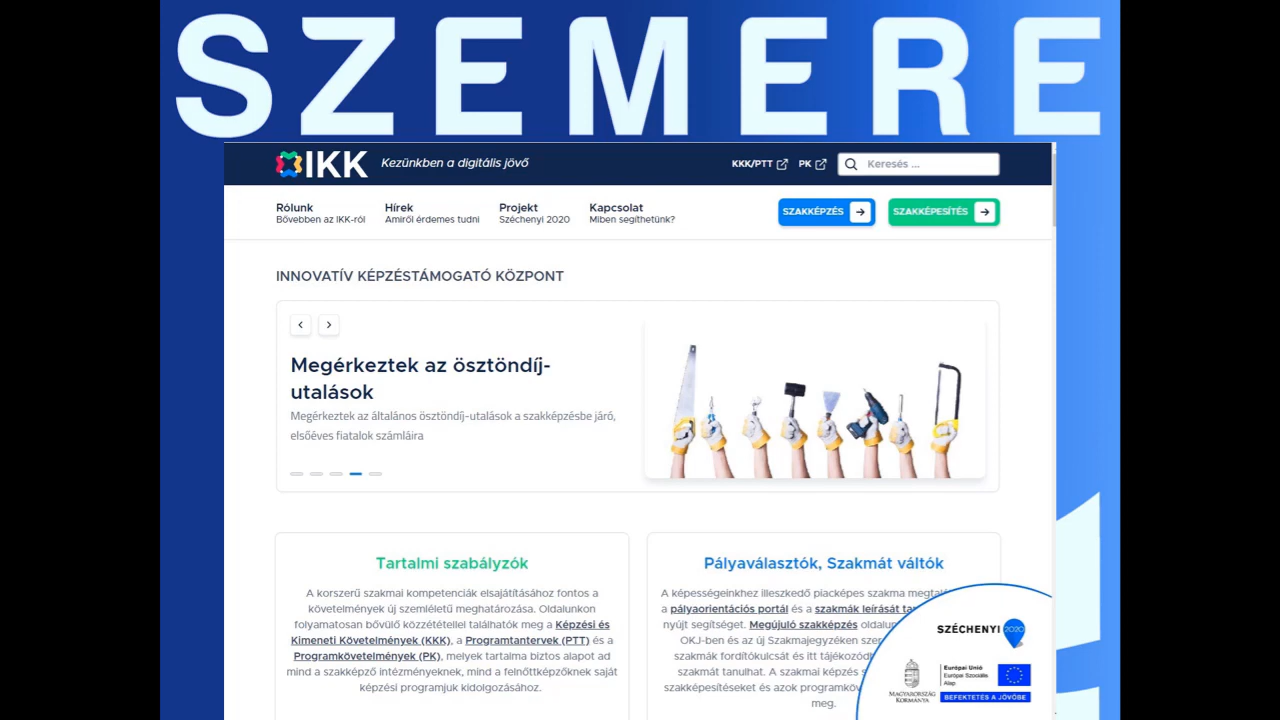 SZEMERE
IKK Kezünkben a digitális jövő KKK/PTT PK Keresés ...
Rólunk Hírek Projekt Kapcsolat
Bővebben az IKK-ról Amiről érdemes tudni Széchenyi 2020 Miben segíthetünk?
SZAKKÉPZÉS SZAKKÉPESÍTÉS
INNOVATÍV KÉPZÉSTÁMOGATÓ KÖZPONT
Megérkeztek az ösztöndíj-
utalások
Megérkeztek az általános ösztöndíj-utalások a szakképzésbe járó,
elsőéves fiatalok számláira
Tartalmi szabályzók
A korszerű szakmai kompetenciák elsajátításához fontos a
követelmények új szemléletű meghatározása. Oldalunkon
folyamatosan bővülő közzététellel találhatók meg a Képzési és
Kimeneti Követelmények (KKK), a Programtantervek (PTT) és a
Programkövetelmények (PK), melyek tartalma biztos alapot ad
mind a szakképző intézményeknek, mind a felnőttképzőknek saját
képzési programjuk kidolgozásához.
Pályaválasztók, Szakmát váltók
A képességeinkhez illeszkedő piacképes szakma
a pályaorientációs portál és a szakmák leírását
nyújt segítséget. Megújuló szakképzés
OKJ-ben és az új Szakmajegyzéken
szakmák fordítókulcsát és itt
szakmát tanulhat. A szakmai képzés
szakképesítéseket és azok
meg.
SZÉCHENYI 2020
MAGYARORSZÁG
KORMÁNYA
Európai Unió
Európai Szociális
Alap
BEFEKTETÉS A JÖVŐBE